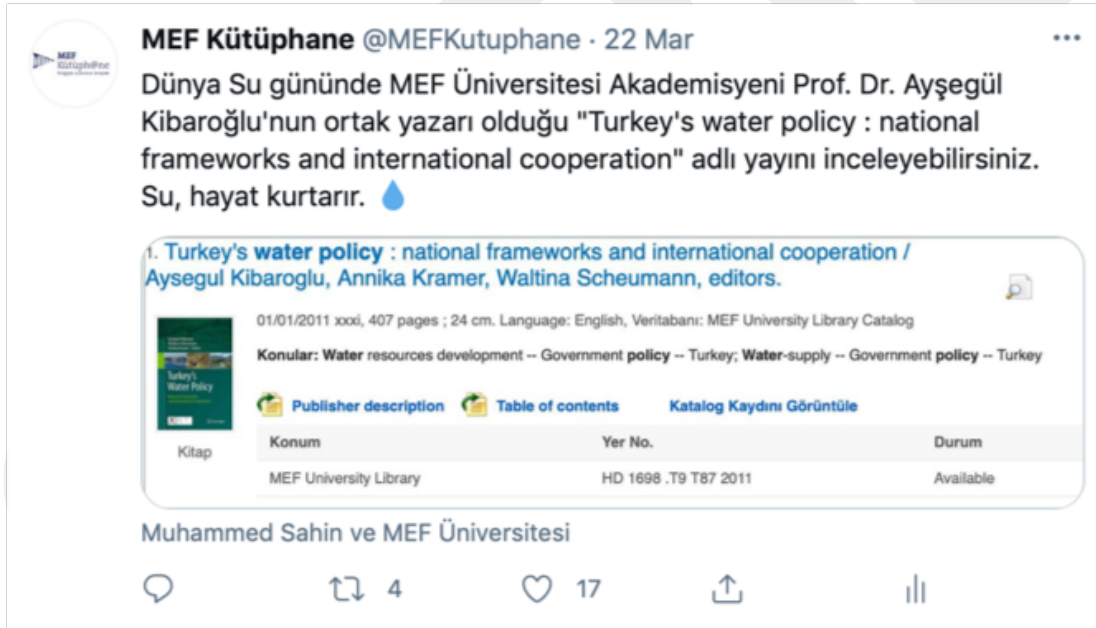 MEF Kütüphane @MEFKutuphane · 22 Mar
Dünya Su gününde MEF Üniversitesi Akademisyeni Prof. Dr. Ayşegül
Kibaroğlu'nun ortak yazarı olduğu "Turkey's water policy : national
frameworks and international cooperation" adlı yayını inceleyebilirsiniz.
Su, hayat kurtarır.
1. Turkey's water policy : national frameworks and international cooperation /
Aysegul Kibaroglu, Annika Kramer, Waltina Scheumann, editors.
01/01/2011 xxxi, 407 pages ; 24 cm. Language: English, Veritabanı: MEF University Library Catalog
Konular: Water resources development -- Government policy -- Turkey; Water-supply -- Government policy -- Turkey
Turkey's
Water Policy
Kitap
Publisher description Table of contents Katalog Kaydını Görüntüle
Konum Yer No. Durum
MEF University Library HD 1698 .T9 T87 2011 Available
Muhammed Sahin ve MEF Üniversitesi
4 17